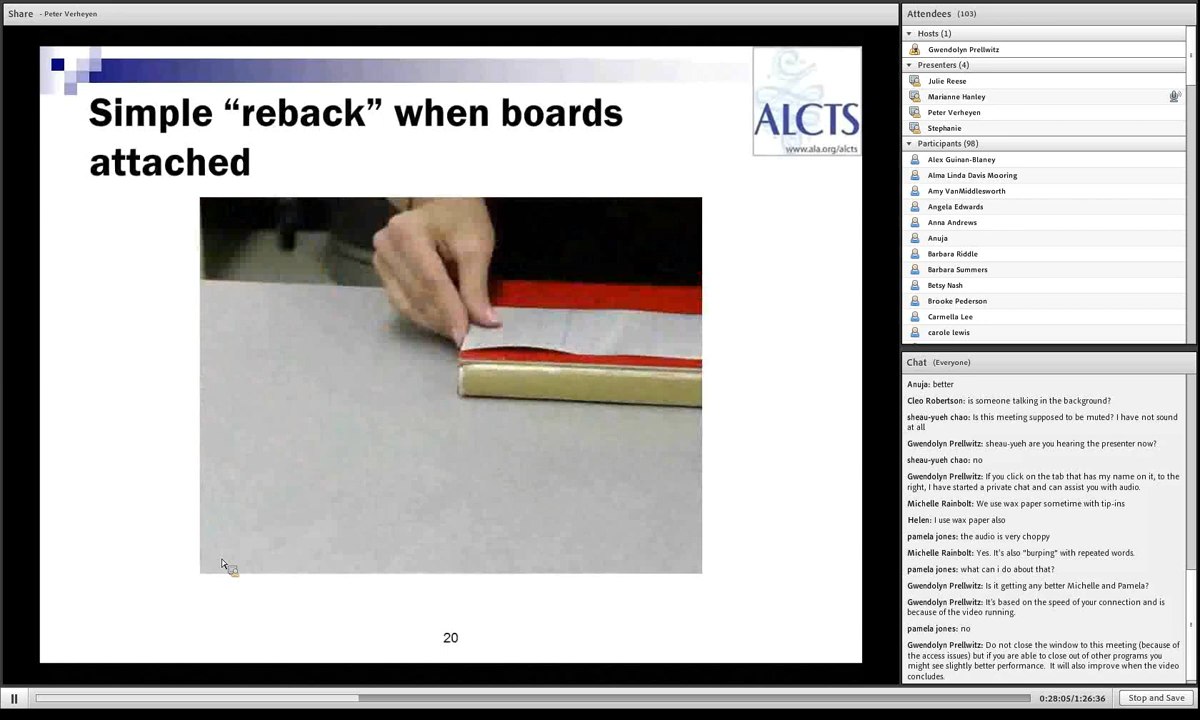 Share - Peter Verheyen
Simple “reback” when boards
attached
ALCTS
www.ala.org/alcts
20
Attendees (103)
Hosts (1)
Gwendolyn Prellwitz
Presenters (4)
Julie Reese
Marianne Hanley
Peter Verheyen
Stephanie
Participants (98)
Alex Guinan-Blaney
Alma Linda Davis Mooring
Amy VanMiddlesworth
Angela Edwards
Anna Andrews
Anuja
Barbara Riddle
Barbara Summers
Betsy Nash
Brooke Pederson
Carmella Lee
carole lewis
Chat (Everyone)
Anuja: better
Cleo Robertson: is someone talking in the background?
sheau-yueh chao: Is this meeting supposed to be muted? I have not sound
at all
Gwendolyn Prellwitz: sheau-yueh are you hearing the presenter now?
sheau-yueh chao: no
Gwendolyn Prellwitz: If you click on the tab that has my name on it, to the
right, I have started a private chat and can assist you with audio.
Michelle Rainbolt: We use wax paper sometime with tip-ins
Helen: I use wax paper also
pamela jones: the audio is very choppy
Michelle Rainbolt: Yes. It's also "burping" with repeated words.
pamela jones: what can i do about that?
Gwendolyn Prellwitz: Is it getting any better Michelle and Pamela?
Gwendolyn Prellwitz: It's based on the speed of your connection and is
because of the video running.
pamela jones: no
Gwendolyn Prellwitz: Do not close the window to this meeting (because of
the access issues) but if you are able to close out of other programs you
might see slightly better performance. It will also improve when the video
concludes.
0:28:05/1:26:36
Stop and Save